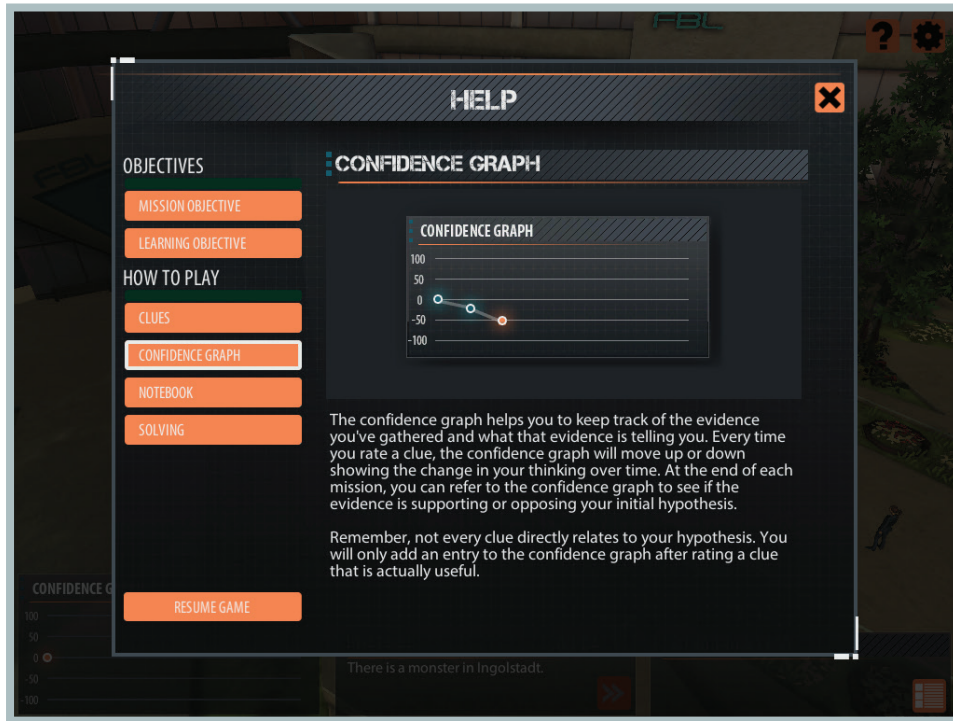 FBL
?
HELP
OBJECTIVES
MISSION OBJECTIVE
LEARNING OBJECTIVE
HOW TO PLAY
CLUES
CONFIDENCE GRAPH
NOTEBOOK
SOLVING
RESUME GAME
CONFIDENCE GRAPH
CONFIDENCE GRAPH
100
50
0
-50
-100
The confidence graph helps you to keep track of the evidence
you've gathered and what that evidence is telling you. Every time
you rate a clue, the confidence graph will move up or down
showing the change in your thinking over time. At the end of each
mission, you can refer to the confidence graph to see if the
evidence is supporting or opposing your initial hypothesis.
Remember, not every clue directly relates to your hypothesis. You
will only add an entry to the confidence graph after rating a clue
that is actually useful.
CONFIDENCE G
100
50
0
-50
-100
There is a monster in Ingolstadt.